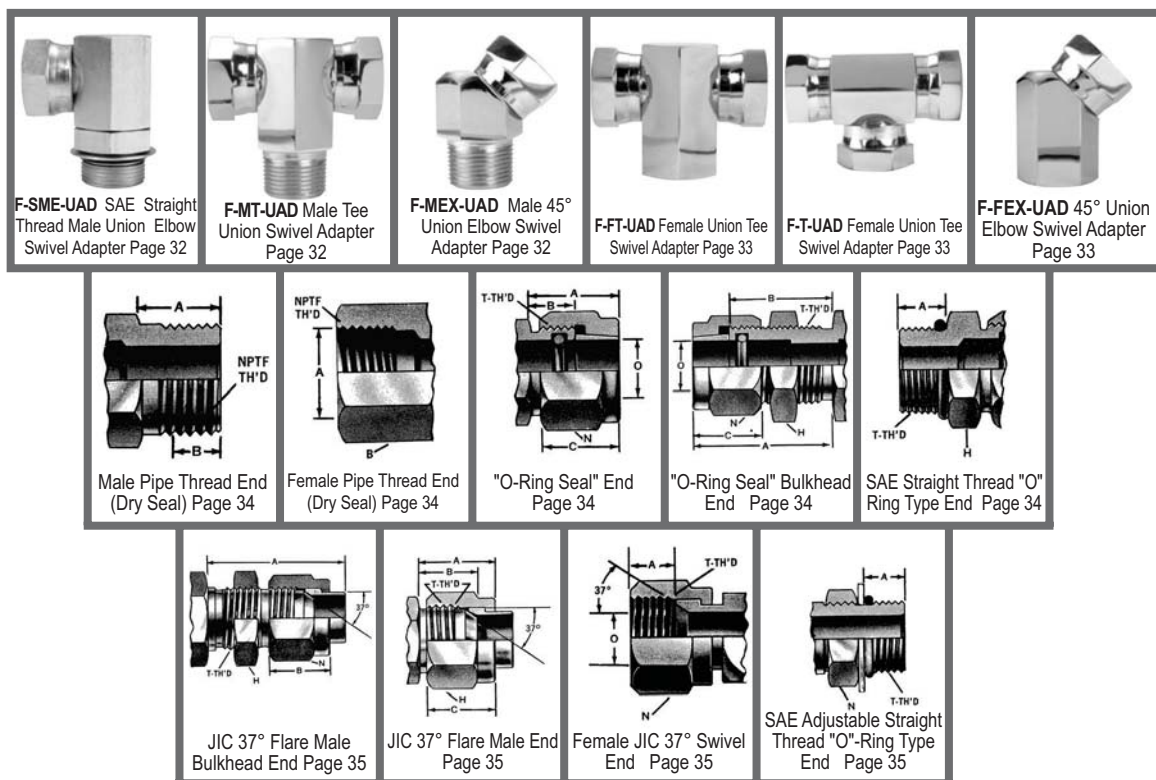 F-SME-UAD SAE Straight
Thread Male Union Elbow
Swivel Adapter Page 32
F-MT-UAD Male Tee
Union Swivel Adapter
Page 32
F-MEX-UAD Male 45°
Union Elbow Swivel
Adapter Page 32
F-FT-UAD Female Union Tee
Swivel Adapter Page 33
F-T-UAD Female Union Tee
Swivel Adapter Page 33
F-FEX-UAD 45° Union
Elbow Swivel Adapter
Page 33
A
NPTF
TH'D
B
Male Pipe Thread End
(Dry Seal) Page 34
NPTF
TH'D
A
B
Female Pipe Thread End
(Dry Seal) Page 34
A
T-TH'D
B
O
N
C
"O-Ring Seal" End
Page 34
B
T-TH'D
O
N
C
H
A
"O-Ring Seal" Bulkhead
End Page 34
A
T-TH'D
H
SAE Straight Thread "O"
Ring Type End Page 34
A
37°
T-TH'D
N
H
B
JIC 37° Flare Male
Bulkhead End Page 35
A
B
T-TH'D
37°
H
C
JIC 37° Flare Male End
Page 35
A
T-TH'D
37°
O
N
Female JIC 37° Swivel
End Page 35
A
T-TH'D
N
SAE Adjustable Straight
Thread "O"-Ring Type
End Page 35